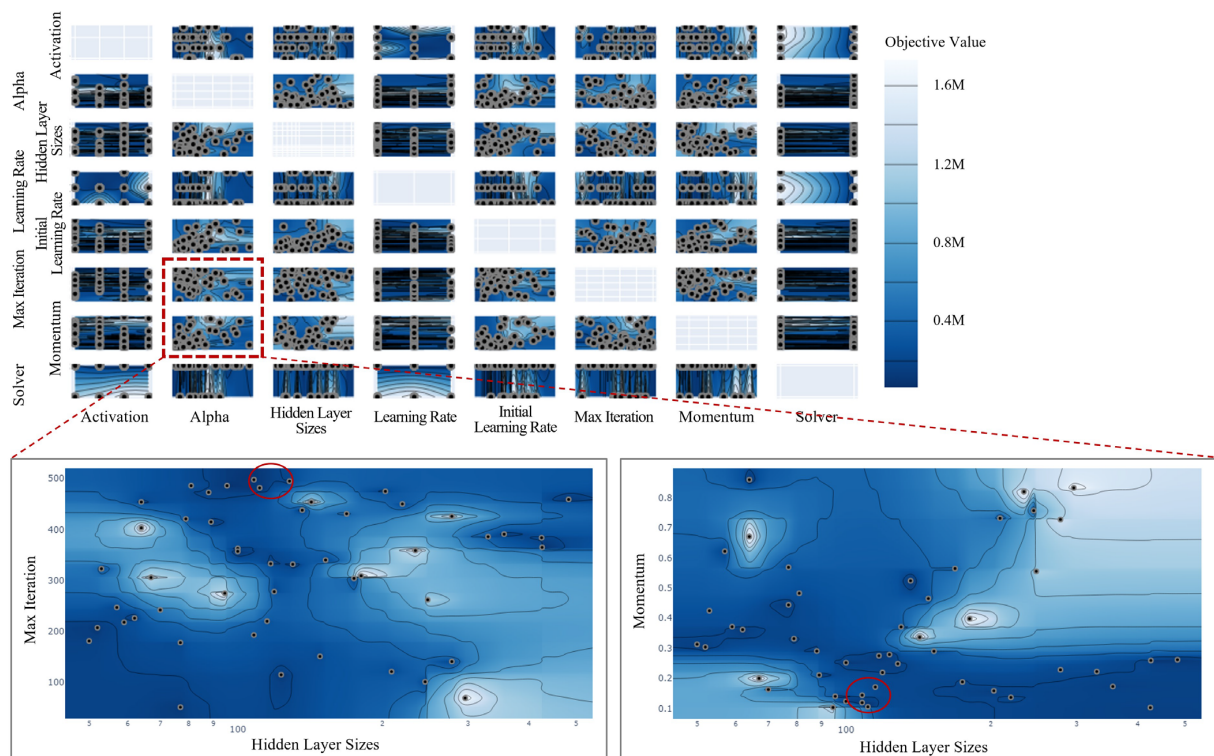 Activation
Alpha
Hidden Layer
Sizes
Learning Rate
Initial
Learning Rate
Max Iteration
Momentum
Solver
Activation
Alpha
Hidden Layer
Sizes
Learning Rate
Initial
Learning Rate
Max Iteration
Momentum
Solver
Objective Value
1.6M
1.2M
0.8M
0.4M
Max Iteration
500
400
300
200
100
5 6 7 8 9 2 3 4 5
100
Hidden Layer Sizes
Momentum
0.8
0.7
0.6
0.5
0.4
0.3
0.2
0.1
5 6 7 8 9 2 3 4 5
100
Hidden Layer Sizes